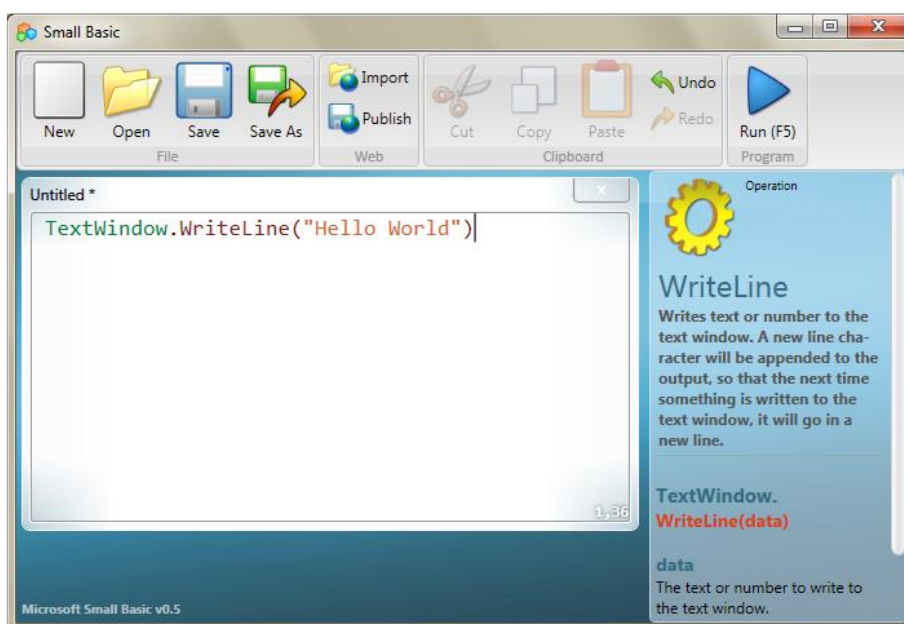 Small Basic
New
Open
Save
Save As
File
Import
Publish
Web
Cut
Copy
Paste
Clipboard
Undo
Redo
Run (F5)
Program
Untitled *
TextWindow.WriteLine("Hello World")
1,36
Microsoft Small Basic v0.5
Operation
WriteLine
Writes text or number to the
text window. A new line cha-
racter will be appended to the
output, so that the next time
something is written to the
text window, it will go in a
new line.
TextWindow.
WriteLine(data)
data
The text or number to write to
the text window.